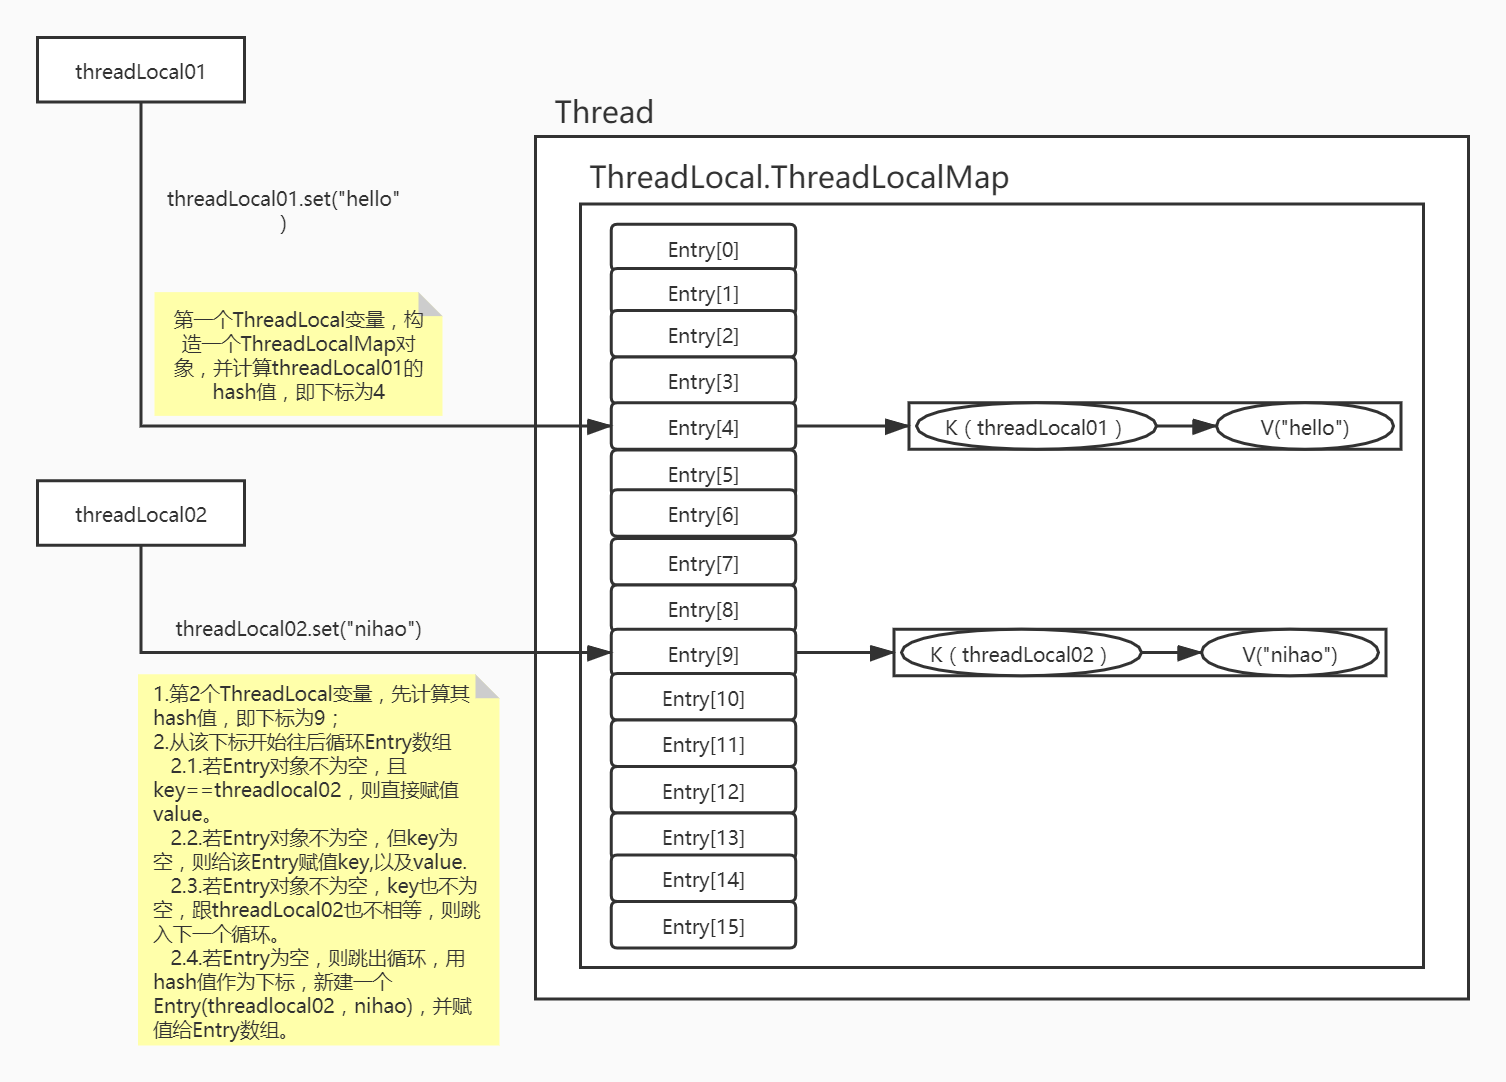 threadLocal01
threadLocal01.set("hello"
)
第一个ThreadLocal变量，构
造一个ThreadLocalMap对
象，并计算threadLocal01的
hash值，即下标为4
threadLocal02
threadLocal02.set("nihao")
1.第2个ThreadLocal变量，先计算其
hash值，即下标为9；
2.从该下标开始往后循环Entry数组
2.1.若Entry对象不为空，且
key==threadlocal02，则直接赋值
value。
2.2.若Entry对象不为空，但key为
空，则给该Entry赋值key,以及value.
2.3.若Entry对象不为空，key也不为
空，跟threadLocal02也不相等，则跳
入下一个循环。
2.4.若Entry为空，则跳出循环，用
hash值作为下标，新建一个
Entry(threadlocal02，nihao)，并赋
值给Entry数组。
Thread
ThreadLocal.ThreadLocalMap
Entry[0]
Entry[1]
Entry[2]
Entry[3]
Entry[4]
K（threadLocal01）
V("hello")
Entry[5]
Entry[6]
Entry[7]
Entry[8]
Entry[9]
K（threadLocal02）
V("nihao")
Entry[10]
Entry[11]
Entry[12]
Entry[13]
Entry[14]
Entry[15]